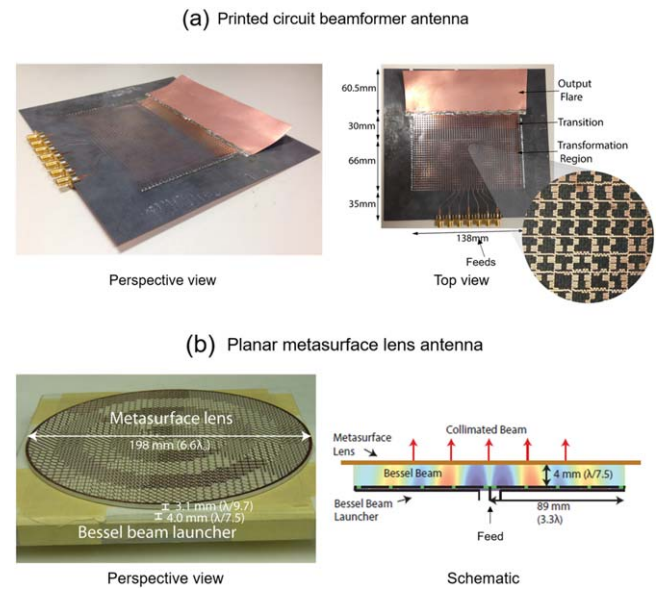 (a) Printed circuit beamformer antenna
60.5mm
30mm
66mm
35mm
138mm
Output
Flare
Transition
Transformation
Region
Feeds
Perspective view
Top view
(b) Planar metasurface lens antenna
Metasurface lens
198 mm (6.6λ)
3.1 mm (λ/9.7)
4.0 mm (λ/7.5)
Bessel beam launcher
Collimated Beam
Metasurface
Lens
Bessel Beam
4 mm (λ/7.5)
Bessel Beam
Launcher
89 mm
(3.3λ)
Feed
Perspective view
Schematic